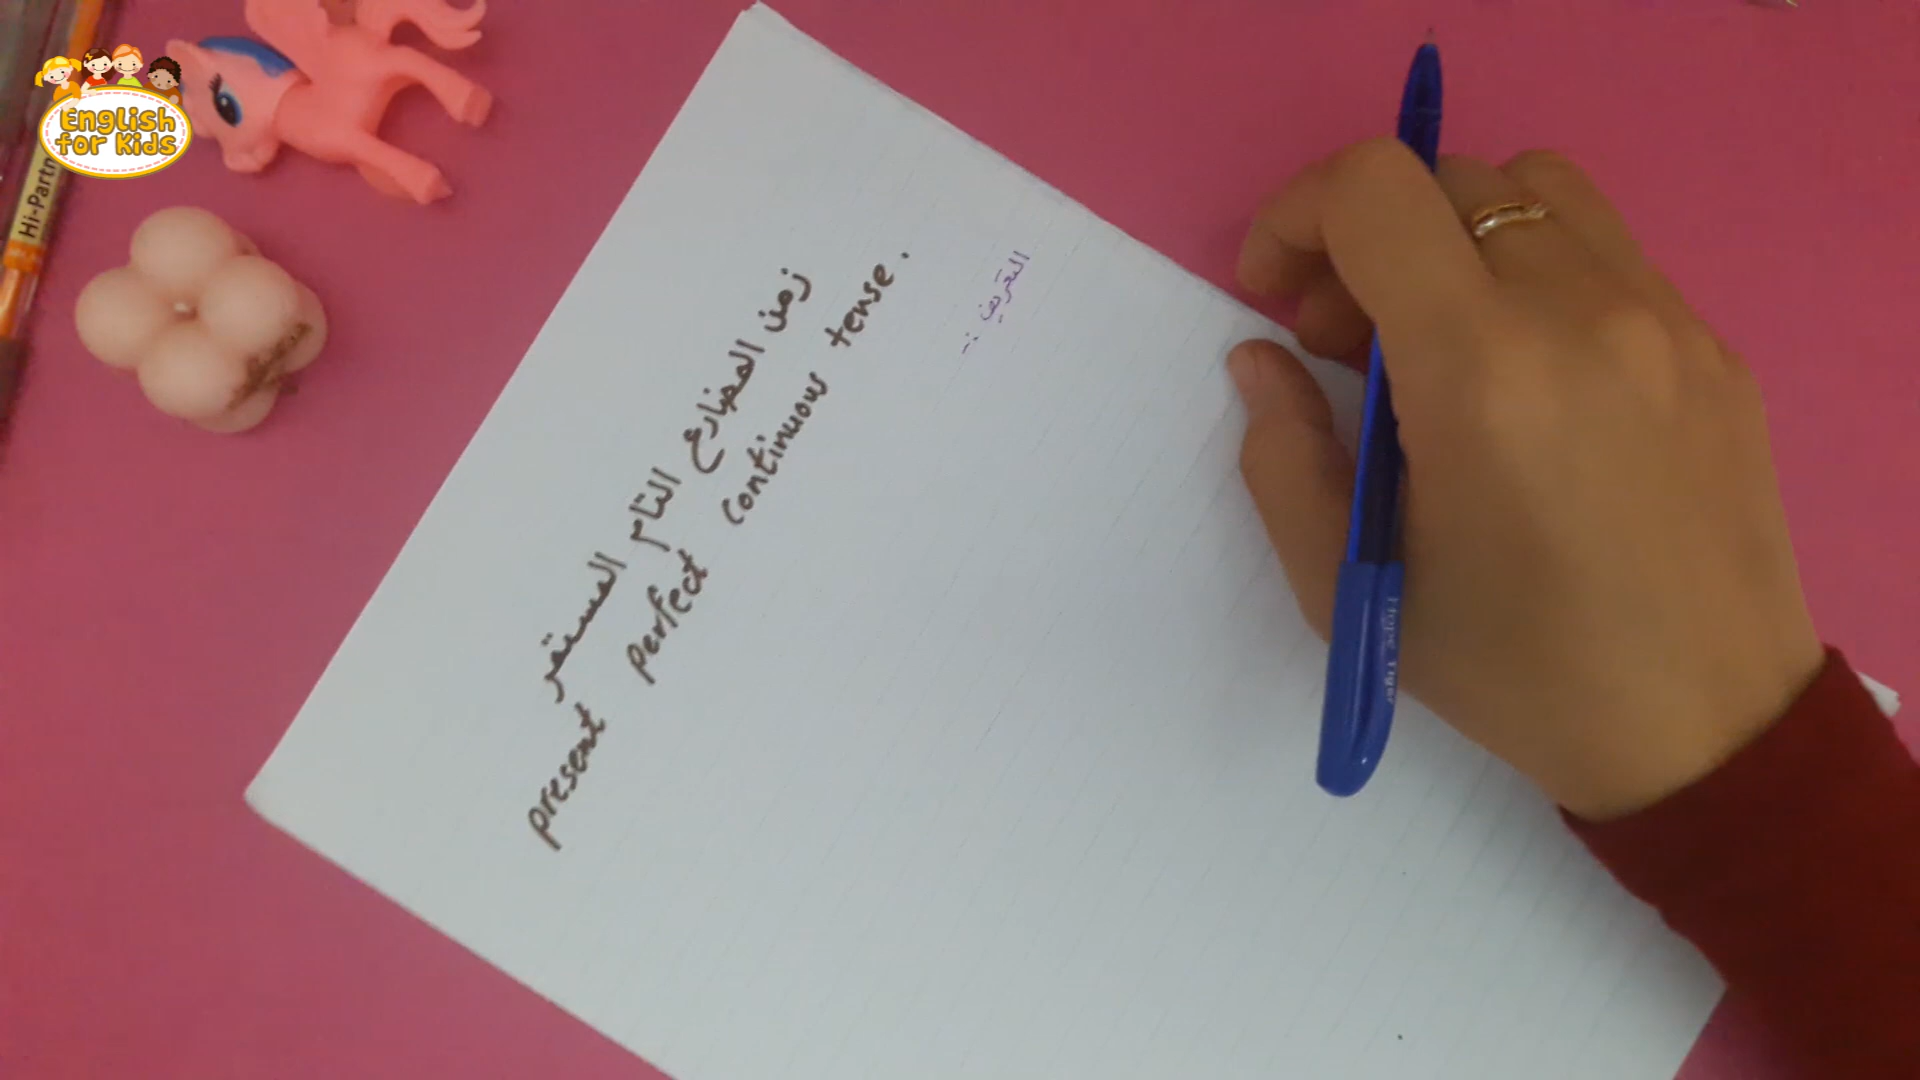 English
for Kids
Hi-Partn
زمن المضارع التام المستمر
present perfect continuous tense.
التعريف :-